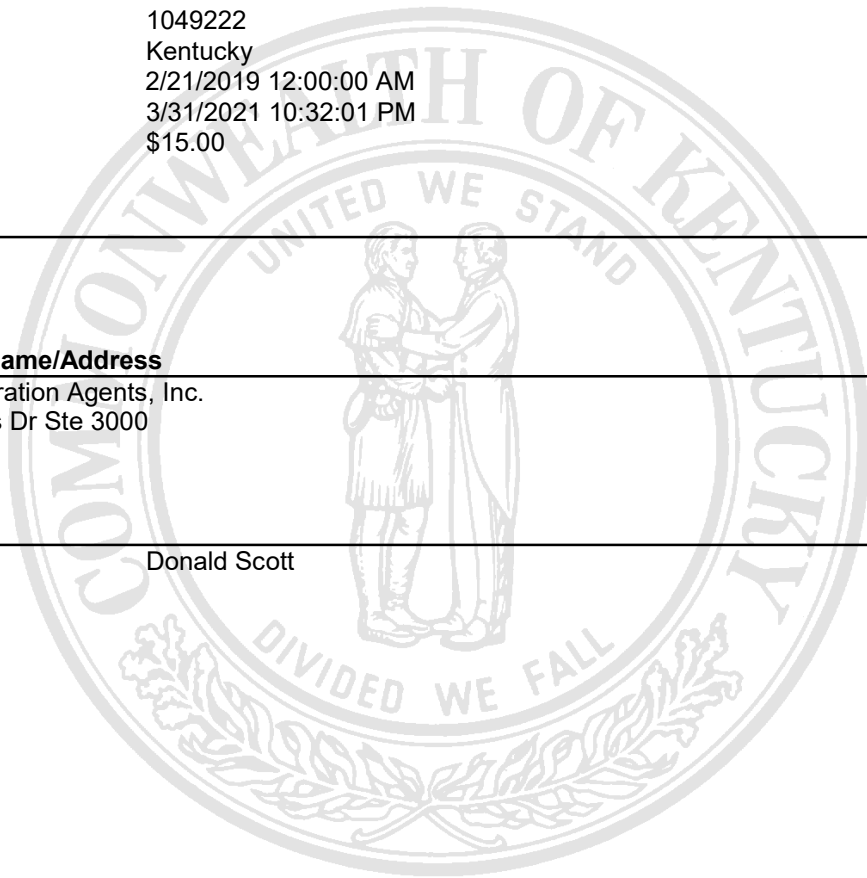 1049222
Kentucky
2/21/2019 12:00:00 AM
3/31/2021 10:32:01 PM
$15.00
COMMONWEALTH OF KENTUCKY
UNITED WE STAND
ame/Address
ration Agents, Inc.
s Dr Ste 3000
Donald Scott
DIVIDED WE FALL